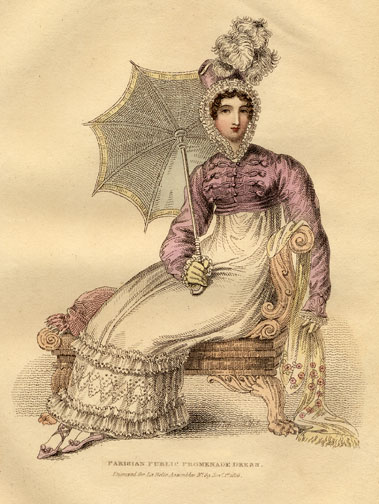 PARISIAN PUBLIC PROMENADE DRESS.
Engraved for La Belle Assemblée